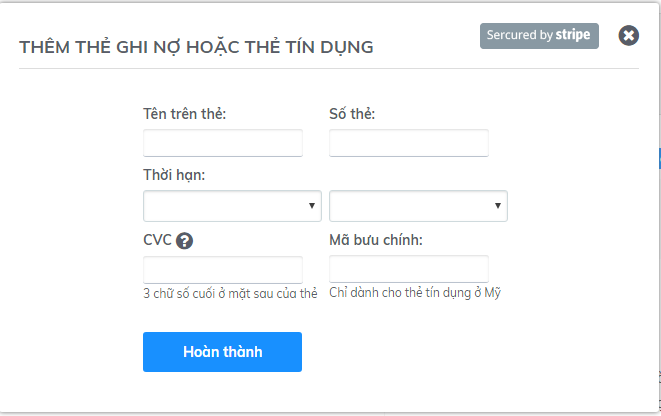 THÊM THẺ GHI NỢ HOẶC THẺ TÍN DỤNG
Sercured by stripe
Tên trên thẻ: Số thẻ:
Thời hạn:
CVC ? Mã bưu chính:
3 chữ số cuối ở mặt sau của thẻ Chỉ dành cho thẻ tín dụng ở Mỹ
Hoàn thành